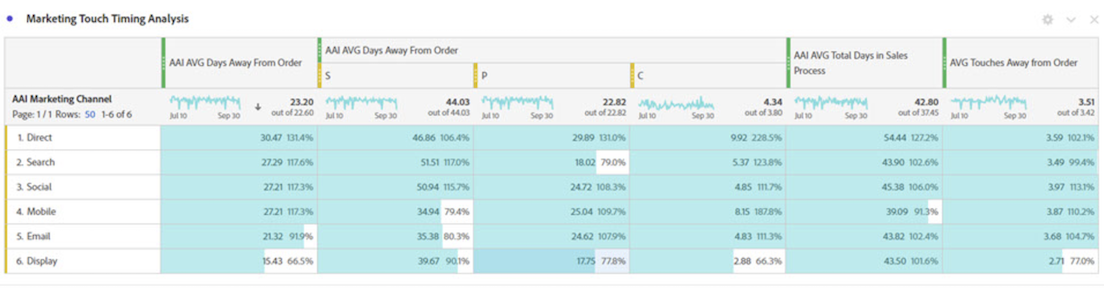 Marketing Touch Timing Analysis
AAI AVG Days Away From Order
AAI AVG Days Away From Order
S P C
AAI AVG Total Days in Sales Process
AVG Touches Away from Order
AAI Marketing Channel
Page: 1 / 1 Rows: 50 1-6 of 6
Jul 10 Sep 30 ↓ 23.20 out of 22.60
Jul 10 Sep 30 44.03 out of 44.03
Jul 10 Sep 30 22.82 out of 22.82
Jul 10 Sep 30 4.34 out of 3.80
Jul 10 Sep 30 42.80 out of 37.45
Jul 10 Sep 30 3.51 out of 3.42
1. Direct 30.47 131.4% 46.86 106.4% 29.89 131.0% 9.92 228.5% 54.44 127.2% 3.59 102.1%
2. Search 27.29 117.6% 51.51 117.0% 18.02 79.0% 5.37 123.8% 43.90 102.6% 3.49 99.4%
3. Social 27.21 117.3% 50.94 115.7% 24.72 108.3% 4.85 111.7% 45.38 106.0% 3.97 113.1%
4. Mobile 27.21 117.3% 34.94 79.4% 25.04 109.7% 8.15 187.8% 39.09 91.3% 3.87 110.2%
5. Email 21.32 91.9% 35.38 80.3% 24.62 107.9% 4.83 111.3% 43.82 102.4% 3.68 104.7%
6. Display 15.43 66.5% 39.67 90.1% 17.75 77.8% 2.88 66.3% 43.50 101.6% 2.71 77.0%